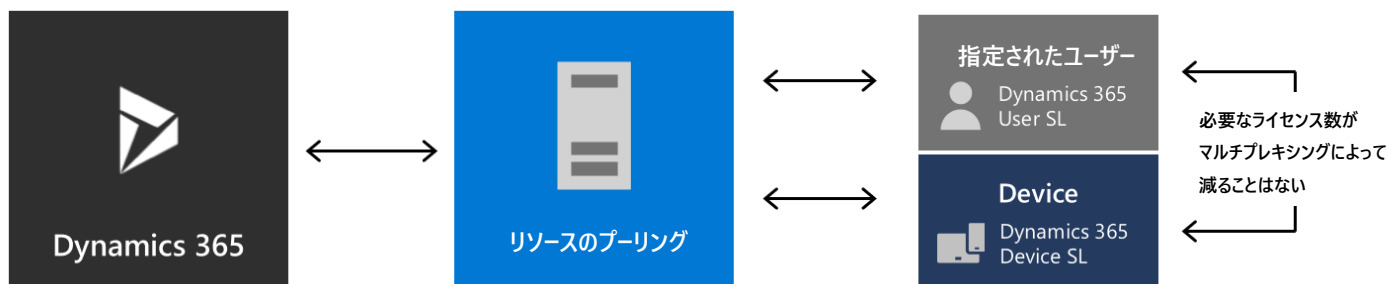 Dynamics 365
リソースのプーリング
指定されたユーザー
Dynamics 365
User SL
Device
Dynamics 365
Device SL
必要なライセンス数が
マルチプレキシングによって
減ることはない